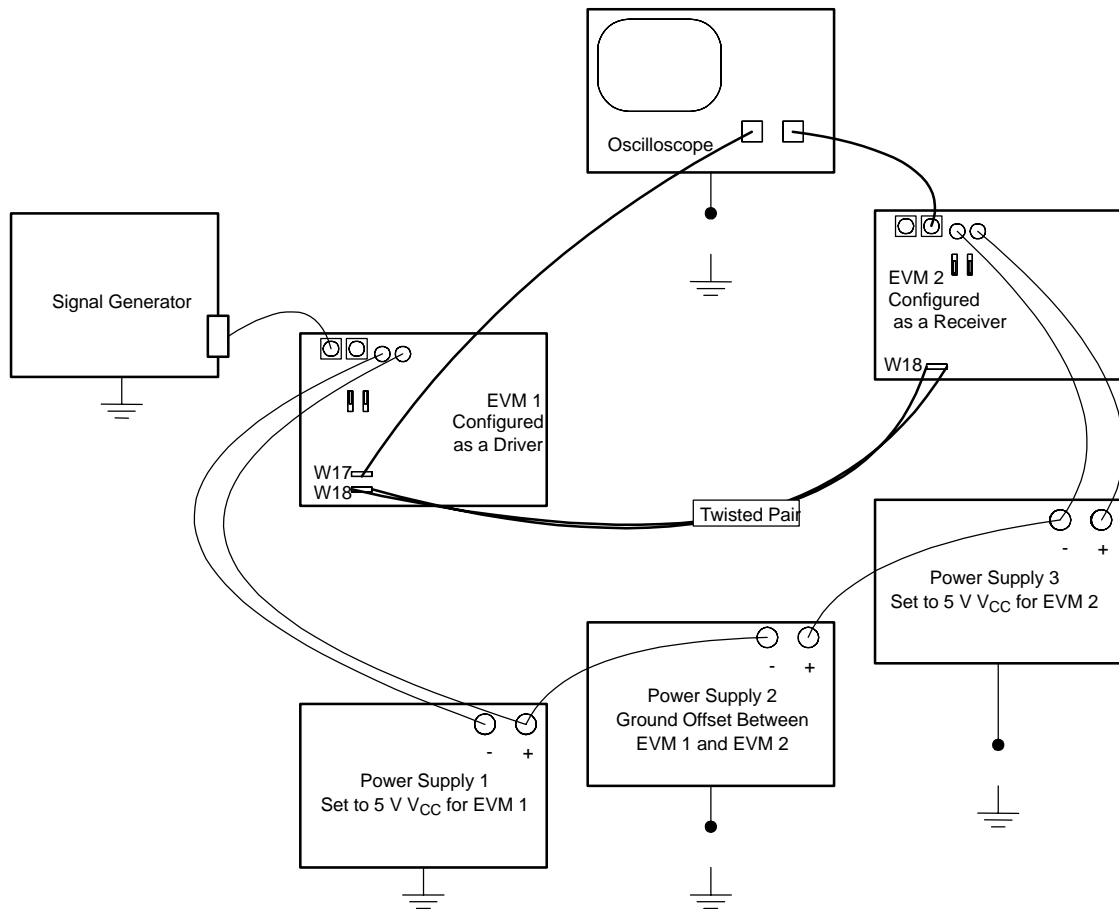 Oscilloscope
Signal Generator
EVM 2
Configured
as a Receiver
W18
EVM 1
Configured
as a Driver
W17
W18
Twisted Pair
- +
Power Supply 3
Set to 5 V VCC for EVM 2
- +
Power Supply 2
Ground Offset Between
EVM 1 and EVM 2
- +
Power Supply 1
Set to 5 V VCC for EVM 1